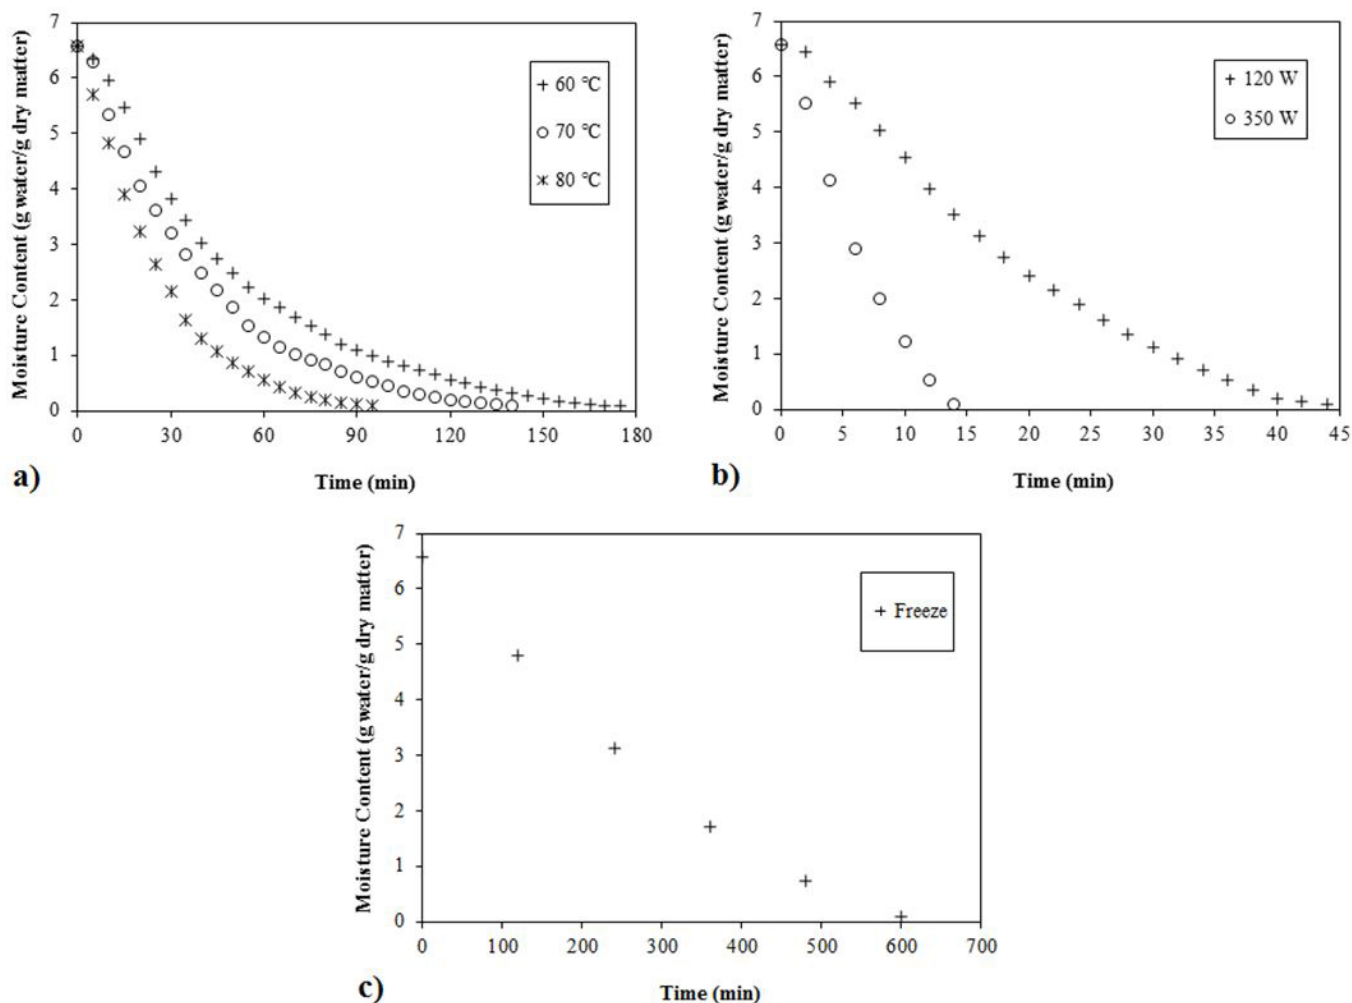 7
6
5
4
3
2
1
0
Moisture Content (g water/g dry matter)
60 °C
70 °C
80 °C
0 30 60 90 120 150 180
Time (min)
a)
7
6
5
4
3
2
1
0
Moisture Content (g water/g dry matter)
120 W
350 W
0 5 10 15 20 25 30 35 40 45
Time (min)
b)
7
6
5
4
3
2
1
0
Moisture Content (g water/g dry matter)
Freeze
0 100 200 300 400 500 600 700
Time (min)
c)